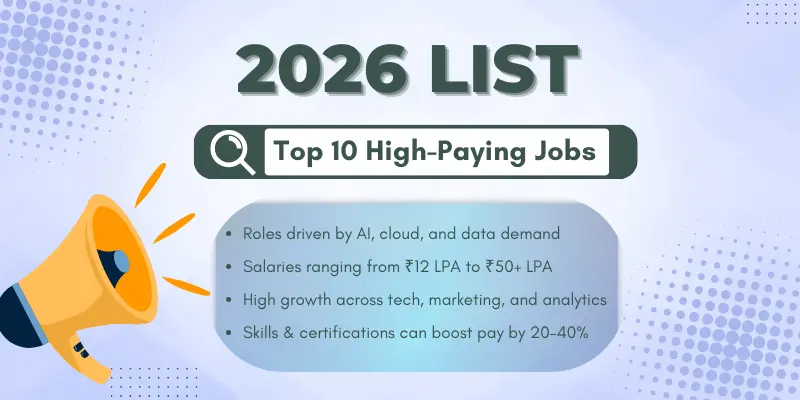 2026 LIST
Top 10 High-Paying Jobs
• Roles driven by AI, cloud, and data demand
• Salaries ranging from ₹12 LPA to ₹50+ LPA
• High growth across tech, marketing, and analytics
• Skills & certifications can boost pay by 20-40%